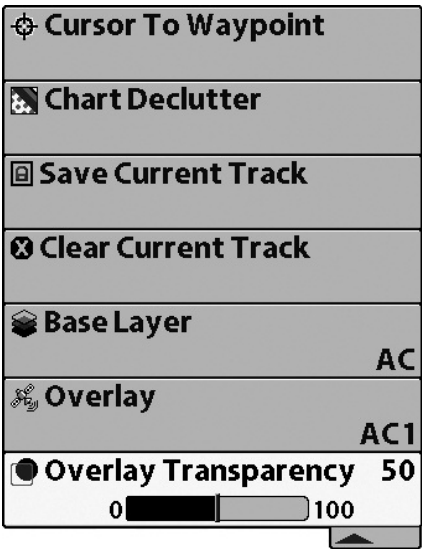 Cursor To Waypoint
Chart Declutter
Save Current Track
Clear Current Track
Base Layer
AC
Overlay
AC1
Overlay Transparency 50
0 100